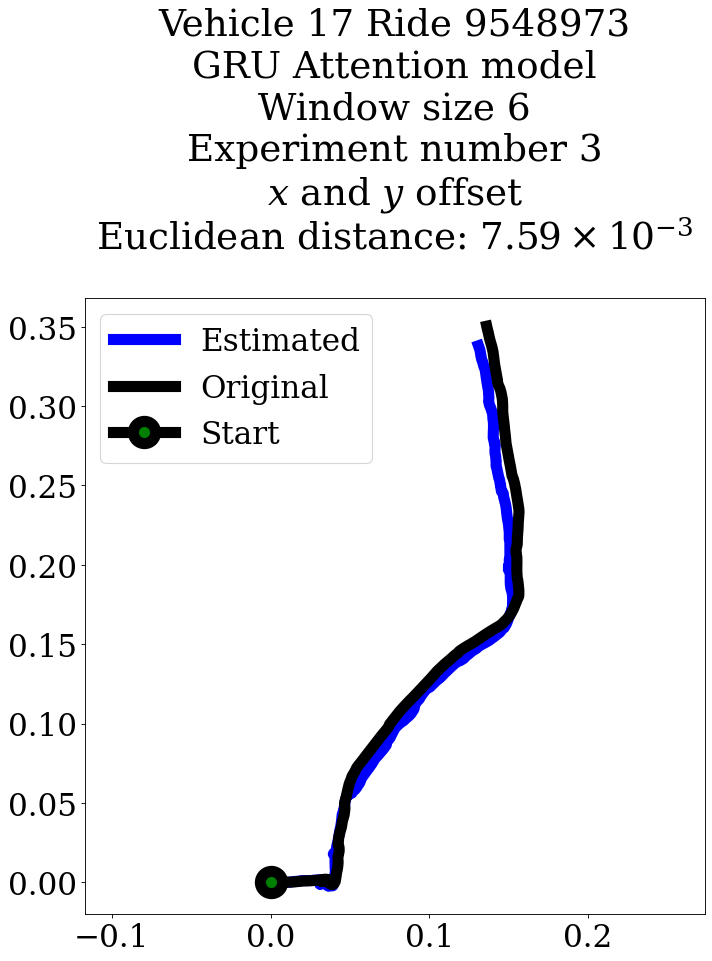 Vehicle 17 Ride 9548973
GRU Attention model
Window size 6
Experiment number 3
x and y offset
Euclidean distance: 7.59 × 10⁻³
Estimated
Original
Start
0.35
0.30
0.25
0.20
0.15
0.10
0.05
0.00
−0.1
0.0
0.1
0.2